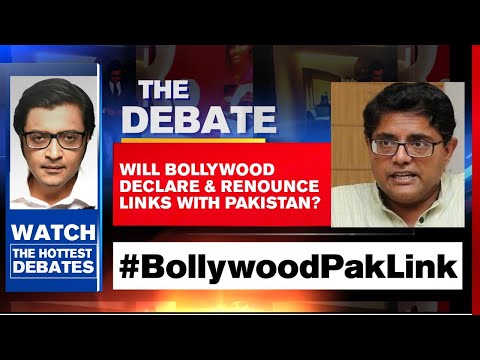 THE
DEBATE
WILL BOLLYWOOD
DECLARE & RENOUNCE
LINKS WITH PAKISTAN?
WATCH
THE HOTTEST
DEBATES
#BollywoodPakLink